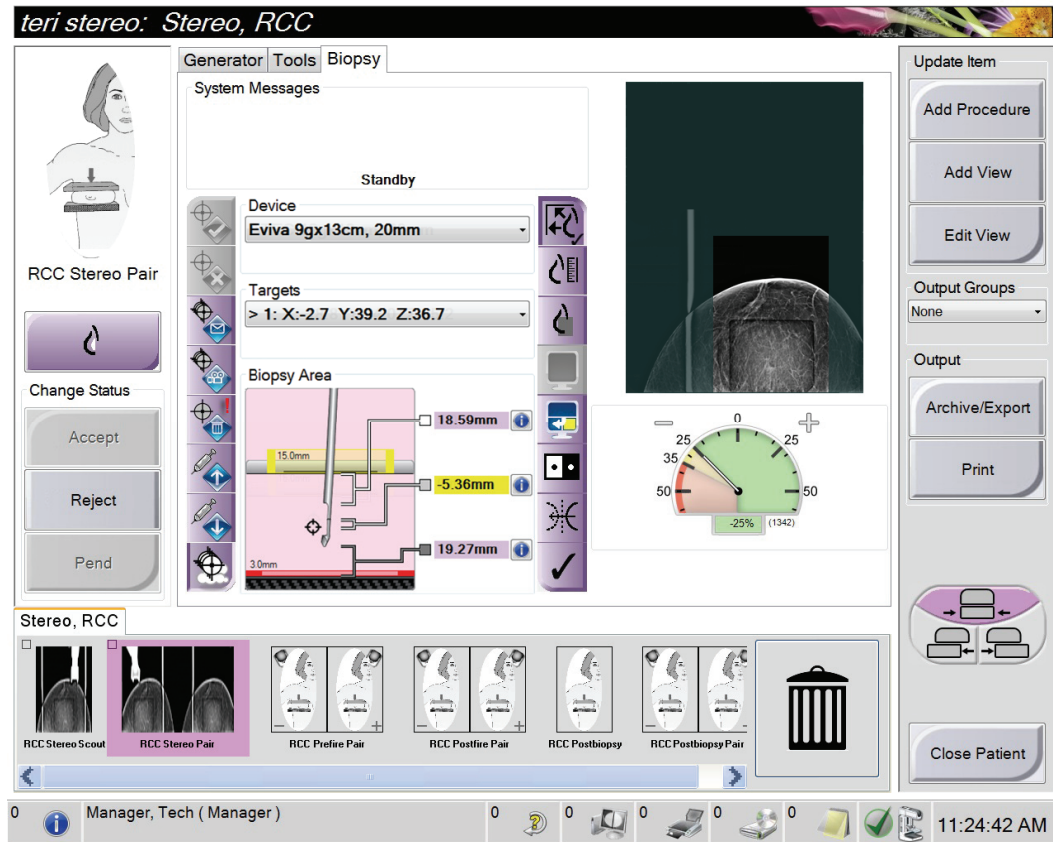 teri stereo: Stereo, RCC
RCC Stereo Pair
Change Status
Accept
Reject
Pend
Generator Tools Biopsy
System Messages
Standby
Device
Eviva 9gx13cm, 20mm
Targets
> 1: X:-2.7 Y:39.2 Z:36.7
Biopsy Area
15.0mm
3.0mm
18.59mm
-5.36mm
19.27mm
0
25 25
35
50 50
-25% (1342)
Update Item
Add Procedure
Add View
Edit View
Output Groups
None
Output
Archive/Export
Print
Close Patient
Stereo, RCC
RCC Stereo Scout
RCC Stereo Pair
RCC Prefire Pair
RCC Postfire Pair
RCC Postbiopsy
RCC Postbiopsy Pair
0 Manager, Tech ( Manager ) 0 0 0 0 0 11:24:42 AM